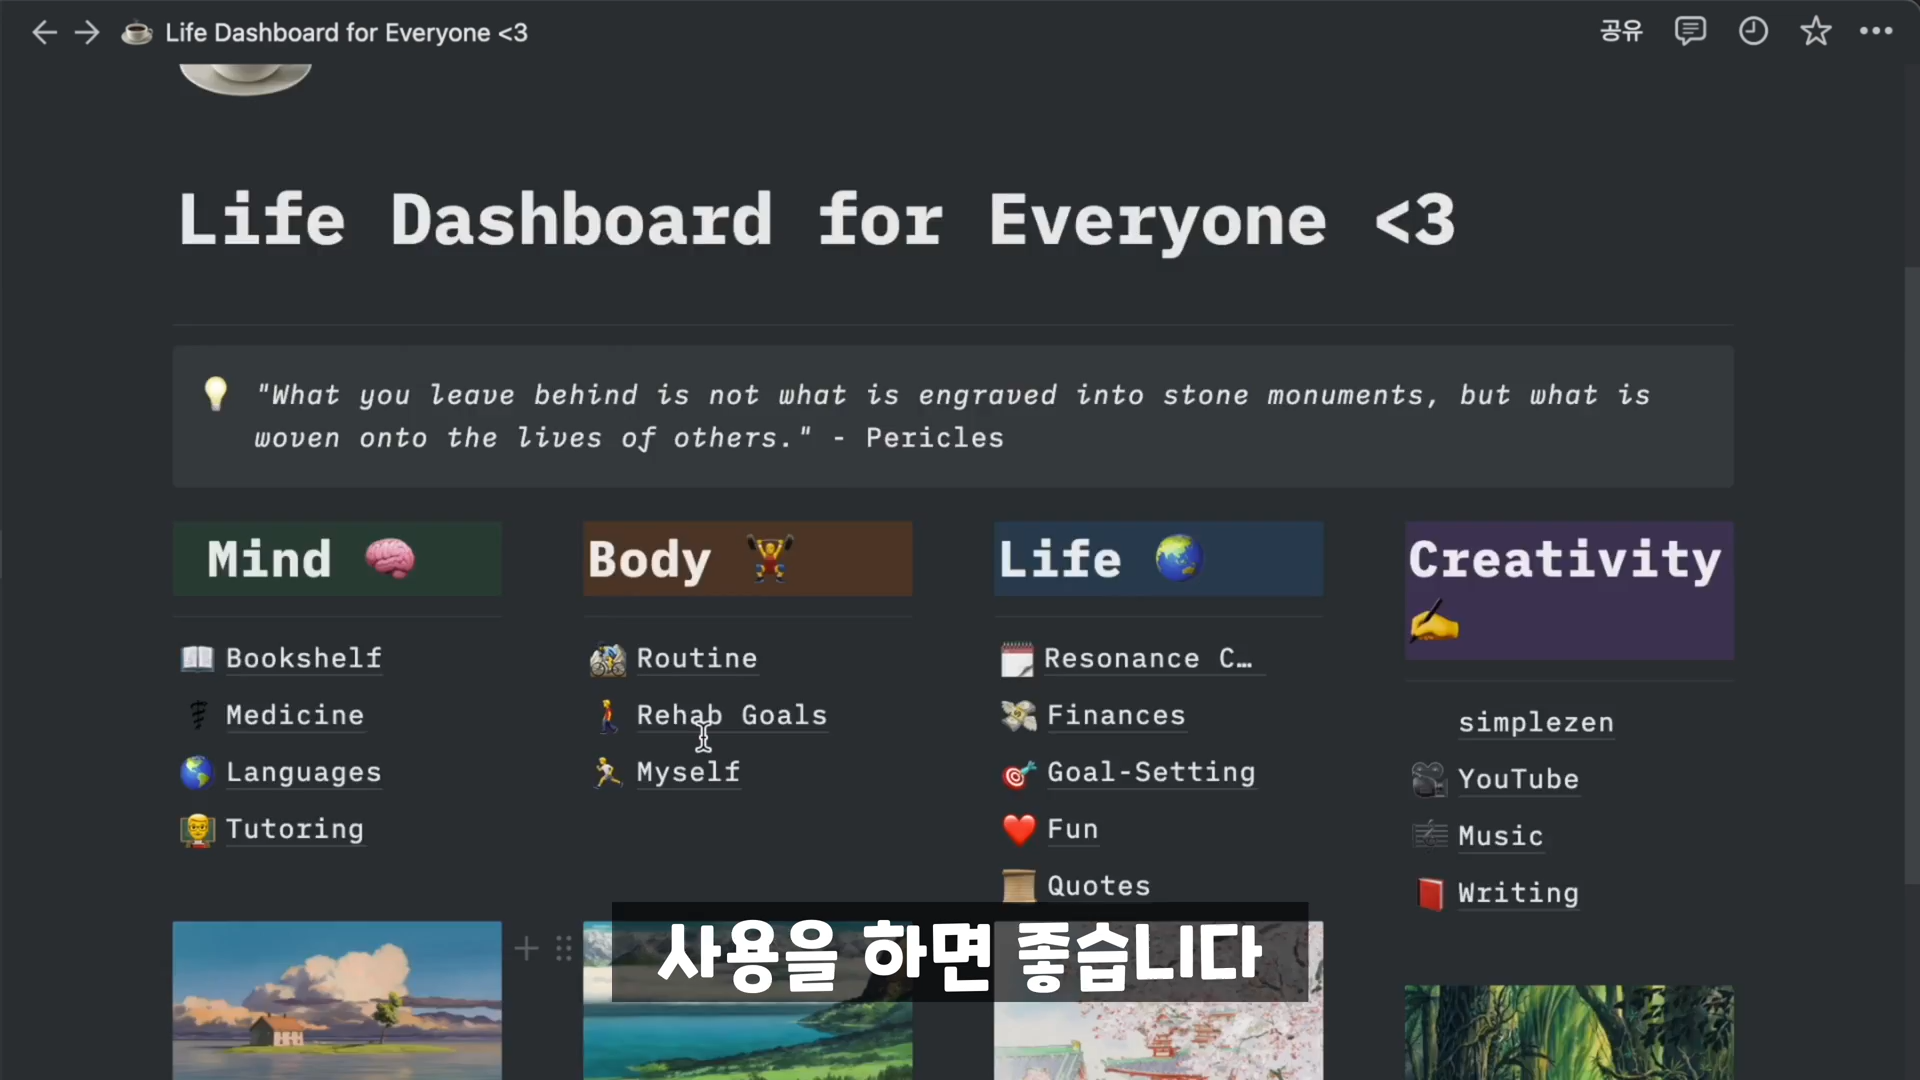 Life Dashboard for Everyone <3
공유
Life Dashboard for Everyone <3
"What you leave behind is not what is engraved into stone monuments, but what is
woven onto the lives of others." - Pericles
Mind
Bookshelf
Medicine
Languages
Tutoring
Body
Routine
Rehab Goals
Myself
Life
Resonance C…
Finances
Goal-Setting
Fun
Quotes
Creativity
simplezen
YouTube
Music
Writing
사용을 하면 좋습니다